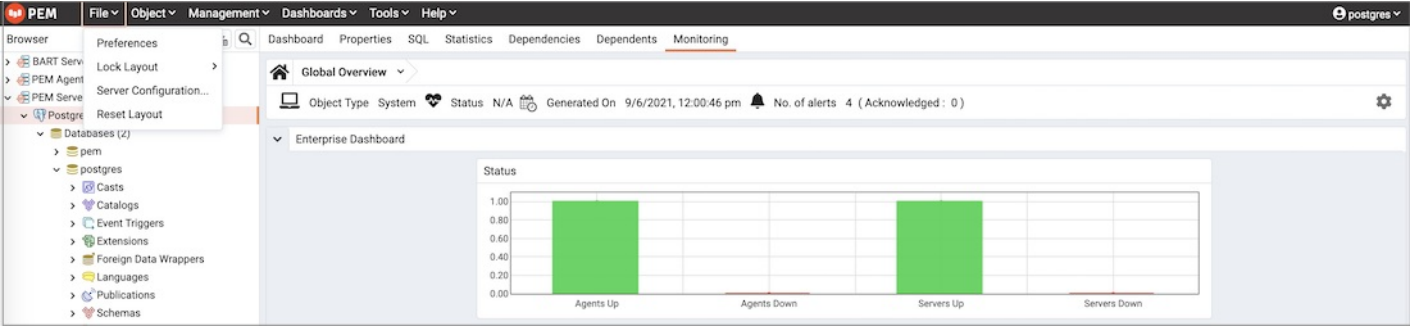 PEM File Object Management Dashboards Tools Help postgres
Browser Dashboard Properties SQL Statistics Dependencies Dependents Monitoring
Preferences
Lock Layout
Server Configuration...
Reset Layout
BART Serv
PEM Agent
PEM Serve
Postgre
Databases (2)
pem
postgres
Casts
Catalogs
Event Triggers
Extensions
Foreign Data Wrappers
Languages
Publications
Schemas
Global Overview
Object Type System Status N/A Generated On 9/6/2021, 12:00:46 pm No. of alerts 4 ( Acknowledged : 0 )
Enterprise Dashboard
Status
1.00
0.80
0.60
0.40
0.20
0.00
Agents Up Agents Down Servers Up Servers Down